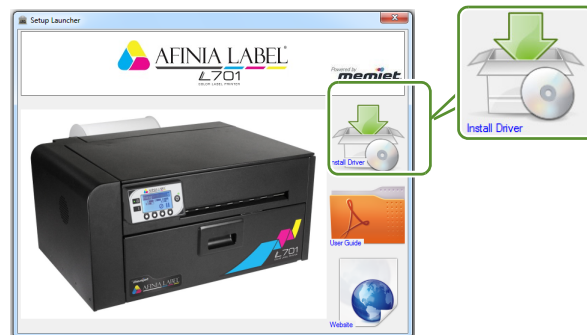 Setup Launcher
AFINIA LABEL®
L701
COLOR LABEL PRINTER
Powered by
memjet
Install Driver
Install Driver
User Guide
Website
memjet
AFINIA LABEL
L701